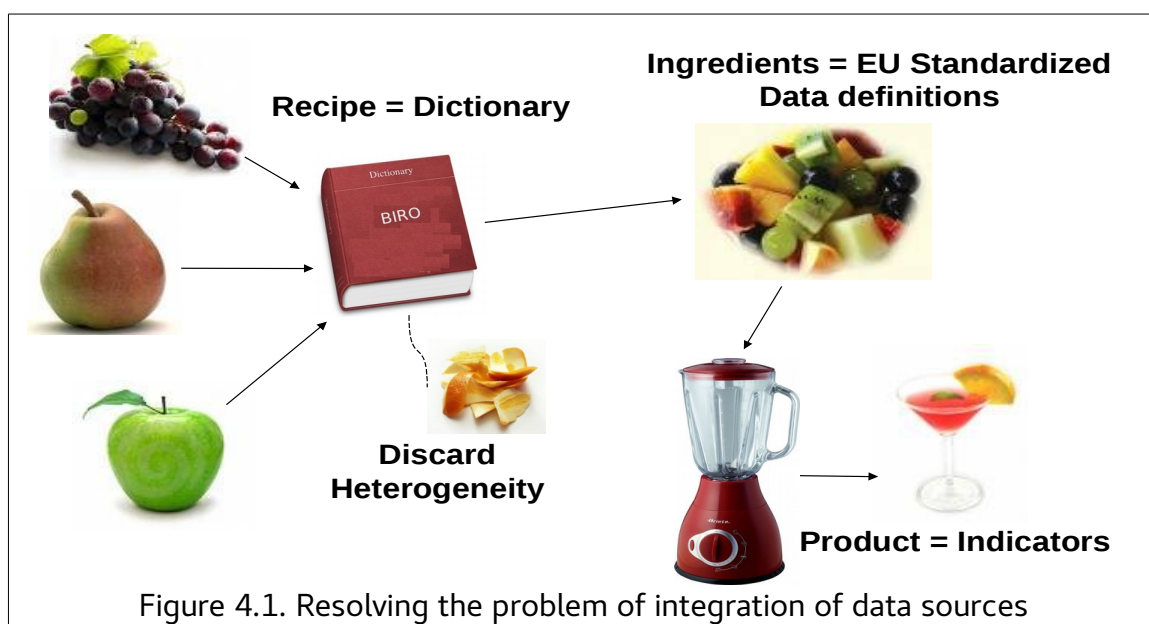 Ingredients = EU Standardized
Data definitions
Recipe = Dictionary
Dictionary
BIRO
Discard
Heterogeneity
Product = Indicators
Figure 4.1. Resolving the problem of integration of data sources